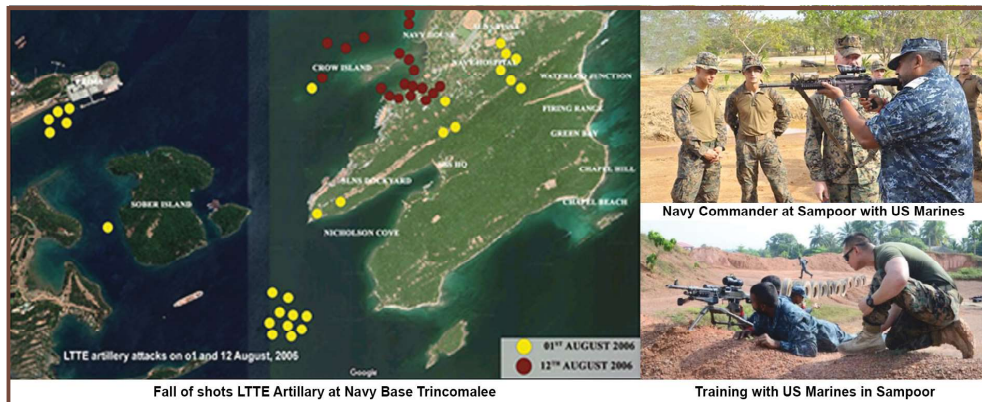 PRIMA
NAVY HOUSE
CROW ISLAND
NAVY HOSPITAL
WATERLOO JUNCTION
FIRING RANGE
GREEN BAY
SBS HQ
CHAPEL HILL
SLNS DOCKYARD
SOBER ISLAND
CHAPEL BEACH
NICHOLSON COVE
LTTE artillery attacks on o1 and 12 August, 2006
01ST AUGUST 2006
12TH AUGUST 2006
Google
Fall of shots LTTE Artillary at Navy Base Trincomalee
Navy Commander at Sampoor with US Marines
Training with US Marines in Sampoor